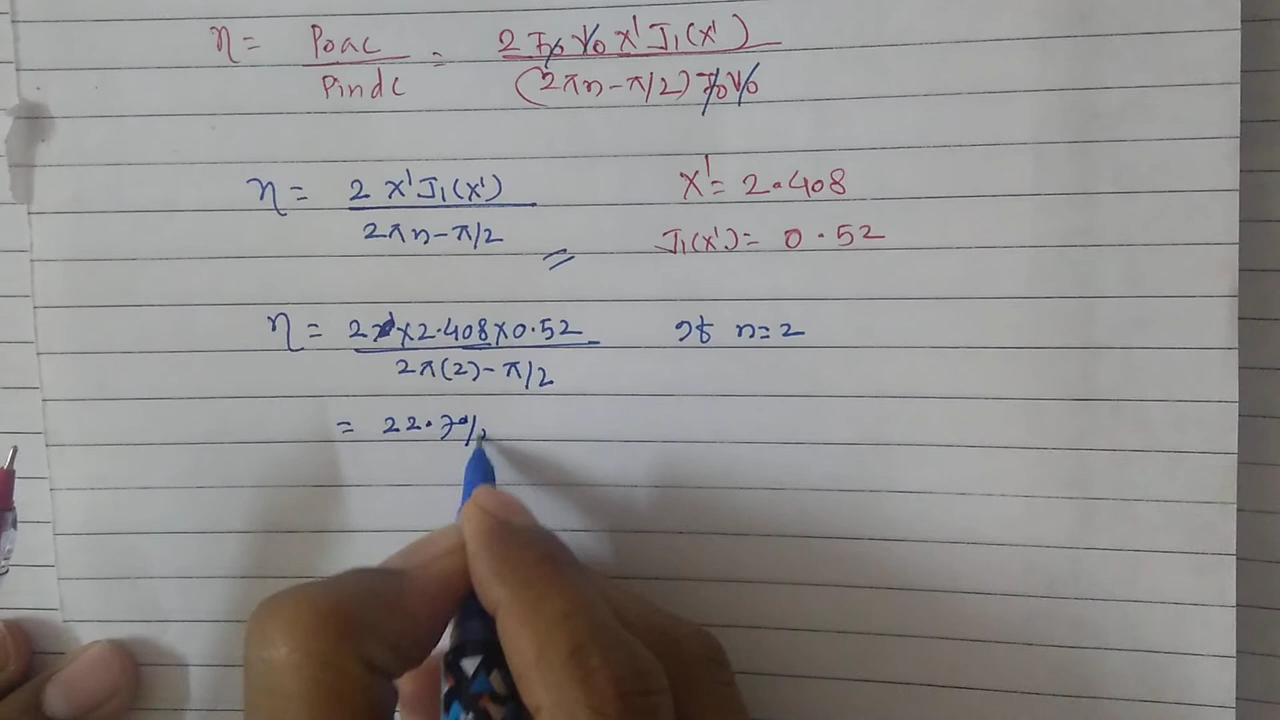 η = Poac / Pindc = 2 I0 V0 X' J1(X') / (2πn - π/2) I0 V0
η = 2 X' J1(X') / 2πn - π/2
X' = 2.408
J1(X') = 0.52
η = 2 × 2.408 × 0.52 / 2π(2) - π/2 If n = 2
= 22.7%